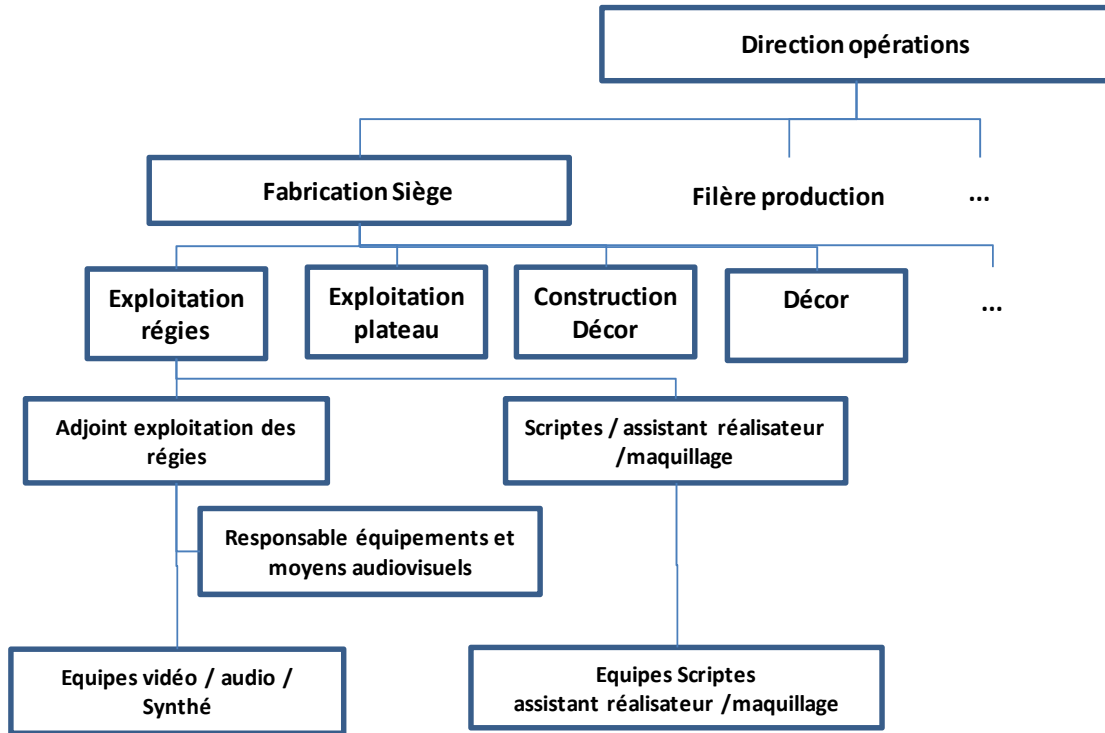 Direction opérations
Fabrication Siège
Filère production
...
Exploitation
régies
Exploitation
plateau
Construction
Décor
Décor
...
Adjoint exploitation des
régies
Scriptes / assistant réalisateur
/maquillage
Responsable équipements et
moyens audiovisuels
Equipes vidéo / audio /
Synthé
Equipes Scriptes
assistant réalisateur /maquillage